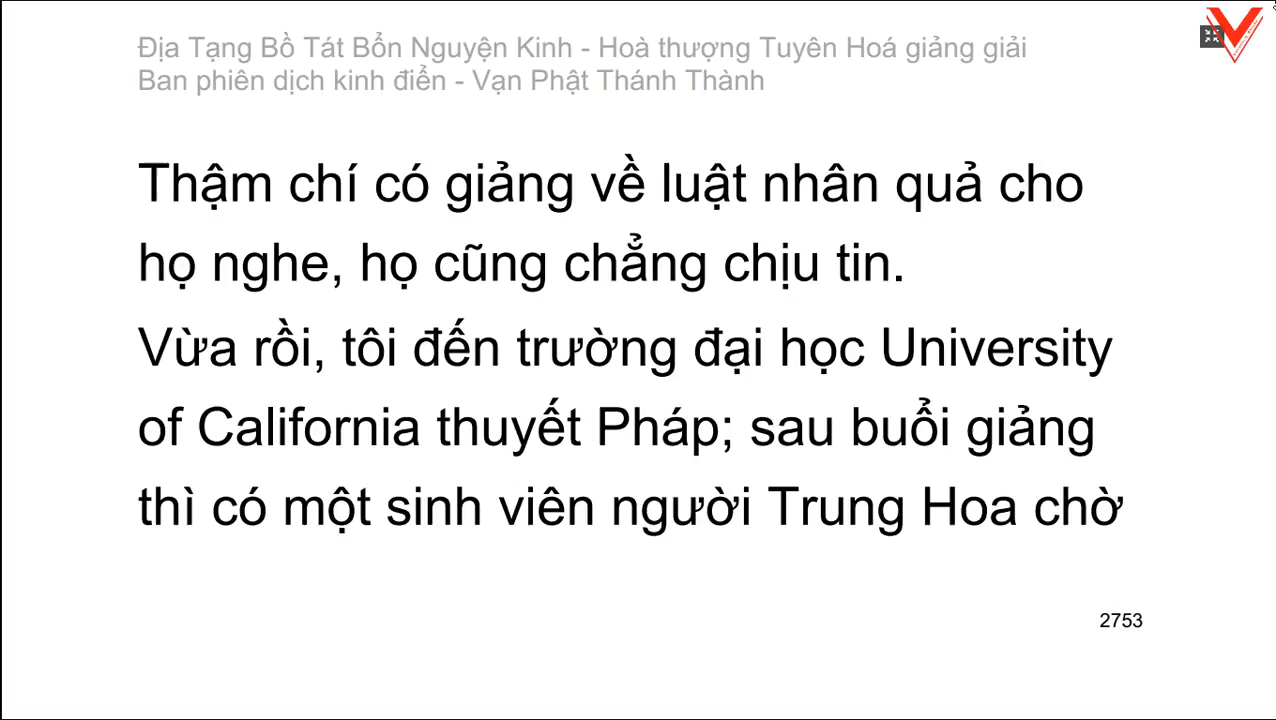 Địa Tạng Bồ Tát Bổn Nguyện Kinh - Hoà thượng Tuyên Hoá giảng giải
Ban phiên dịch kinh điển - Vạn Phật Thánh Thành
Thậm chí có giảng về luật nhân quả cho
họ nghe, họ cũng chẳng chịu tin.
Vừa rồi, tôi đến trường đại học University
of California thuyết Pháp; sau buổi giảng
thì có một sinh viên người Trung Hoa chờ
2753